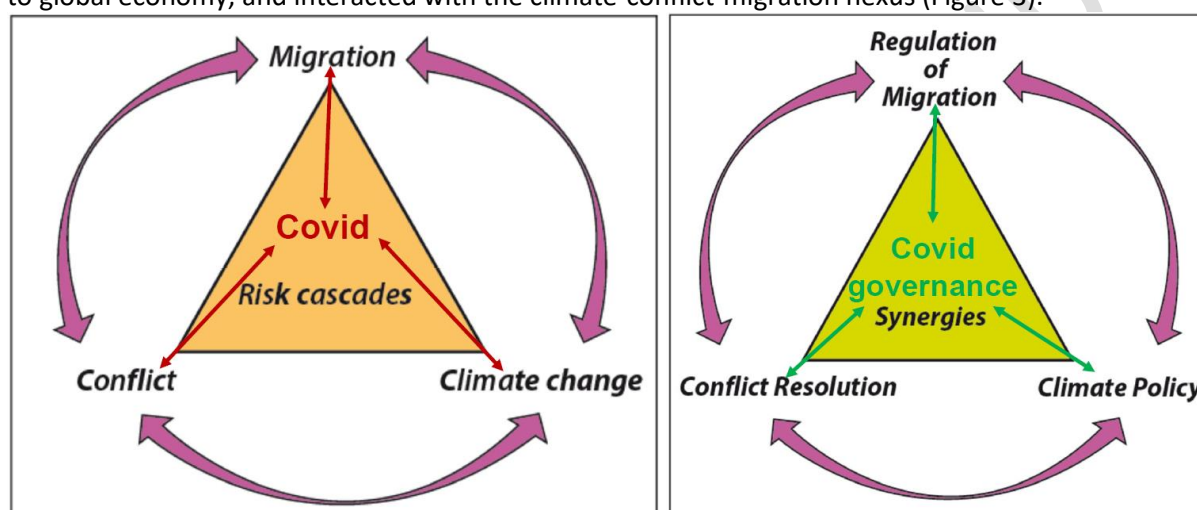 to global economy, and interacted with the climate-conflict-migration nexus (Figure 3).
Migration
Covid
Risk cascades
Conflict
Climate change
Regulation
of
Migration
Covid
governance
Synergies
Conflict Resolution
Climate Policy